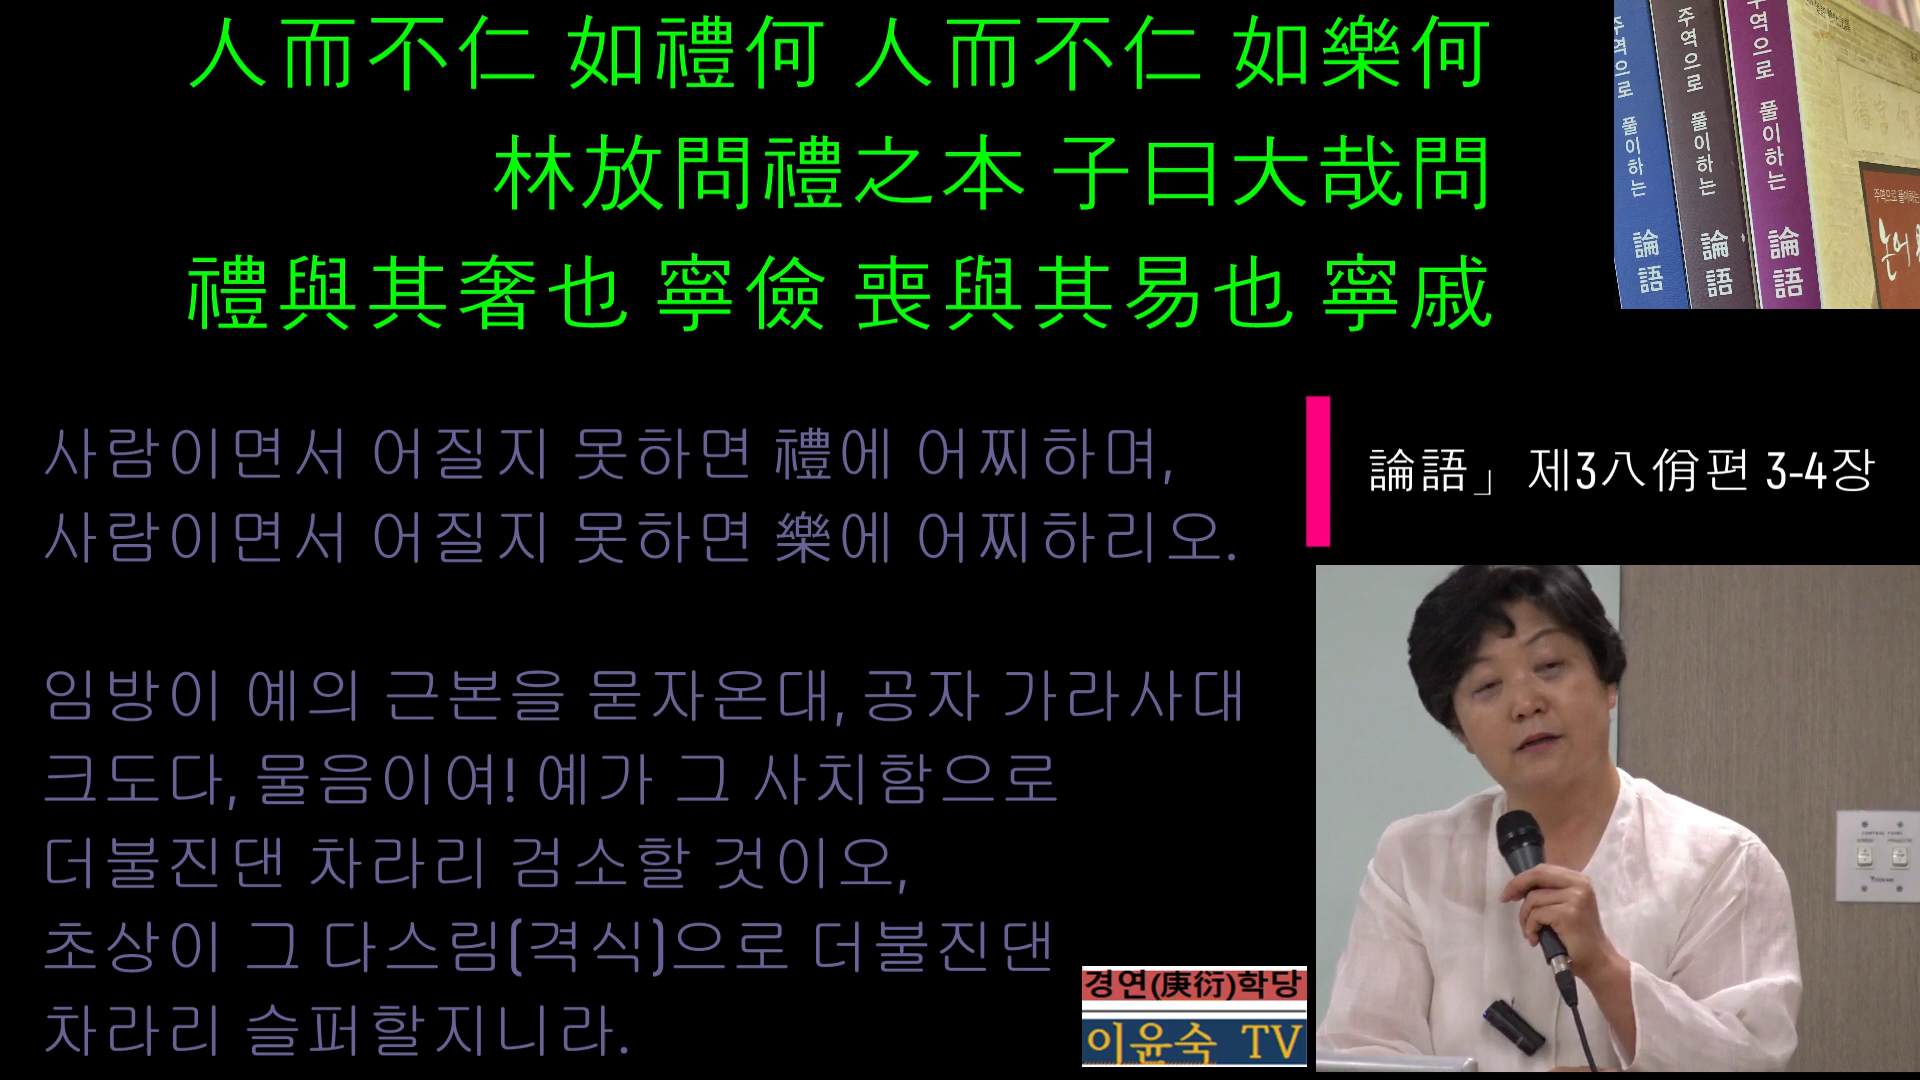 人而不仁 如禮何 人而不仁 如樂何
林放問禮之本 子曰大哉問
禮與其奢也 寧儉 喪與其易也 寧戚
사람이면서 어질지 못하면 禮에 어찌하며,
사람이면서 어질지 못하면 樂에 어찌하리오.
임방이 예의 근본을 묻자온대, 공자 가라사대
크도다, 물음이여! 예가 그 사치함으로
더불진댄 차라리 검소할 것이오,
초상이 그 다스림(격식)으로 더불진댄
차라리 슬퍼할지니라.
주역으로 풀이하는 論語
주역으로 풀이하는 論語
주역으로 풀이하는 論語
論語」 제3八佾편 3-4장
경연(庚衍)학당
이윤숙 TV
CONTROL PANEL